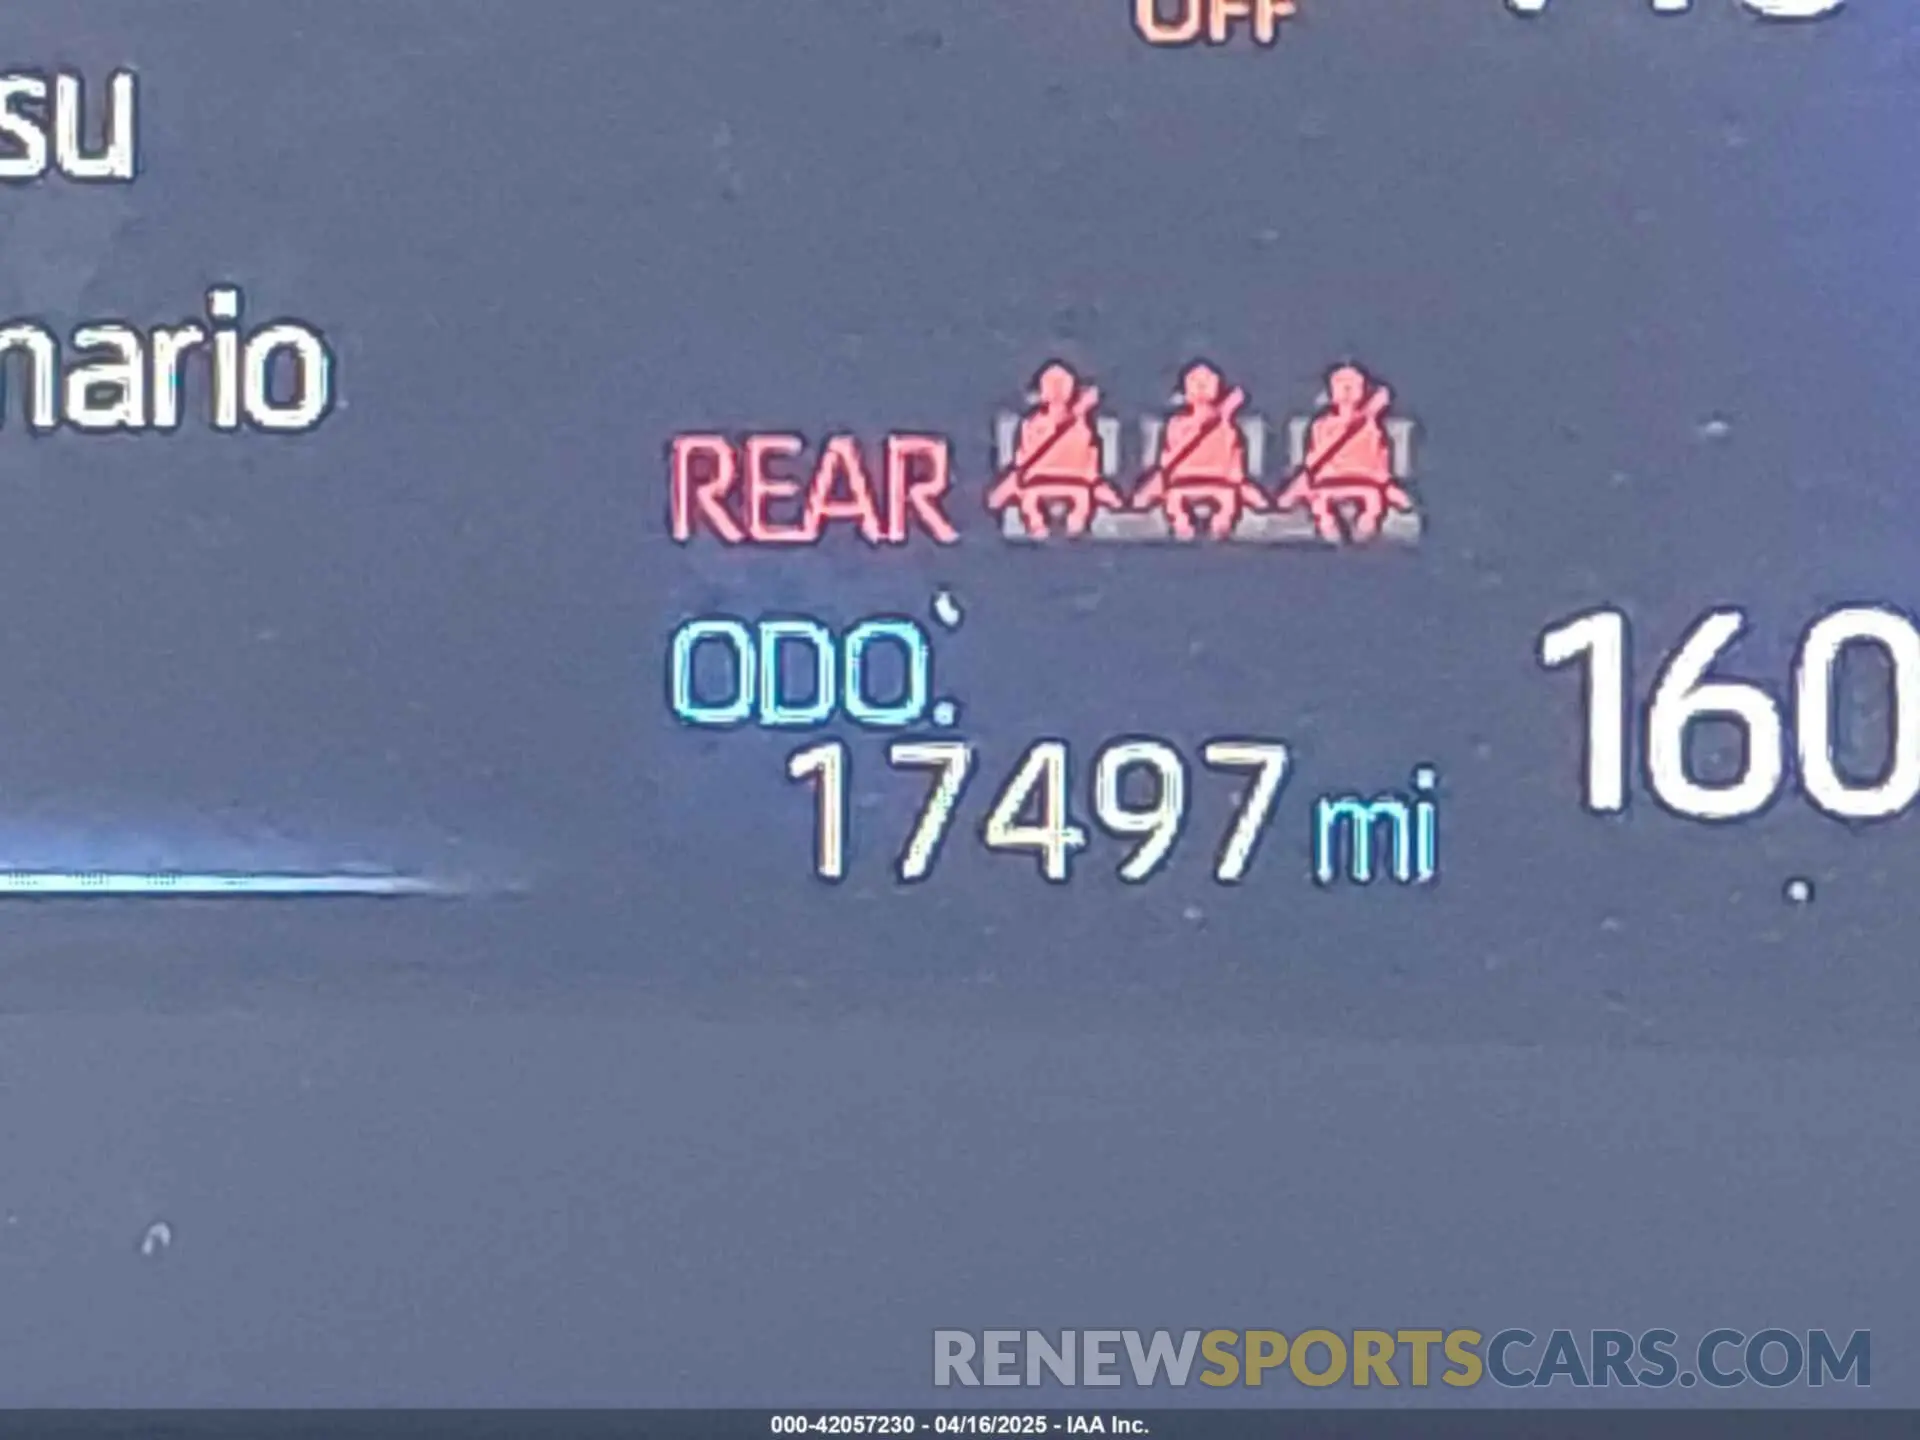 OFF
su
nario
REAR
ODO.
17497 mi
160
RENEWSPORTSCARS.COM
000-42057230 - 04/16/2025 - IAA Inc.